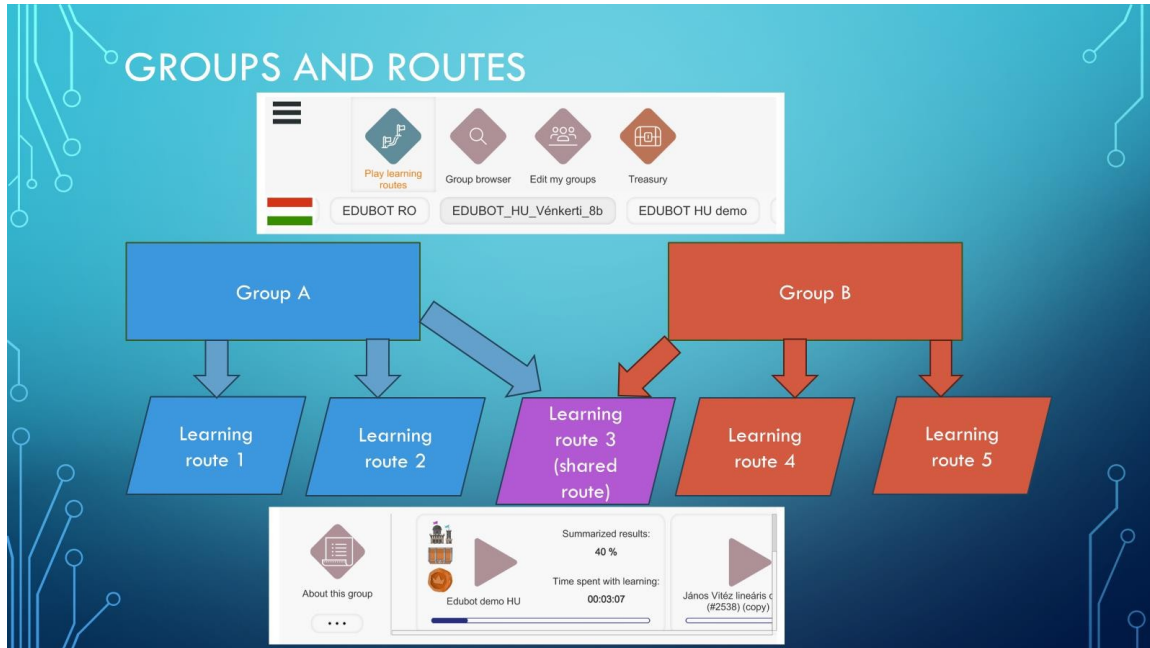 GROUPS AND ROUTES
Play learning
routes
Group browser
Edit my groups
Treasury
EDUBOT RO
EDUBOT_HU_Vénkerti_8b
EDUBOT HU demo
Group A
Group B
Learning
route 1
Learning
route 2
Learning
route 3
(shared
route)
Learning
route 4
Learning
route 5
About this group
Edubot demo HU
Summarized results:
40 %
Time spent with learning:
00:03:07
János Vitéz lineáris
(#2538) (copy)